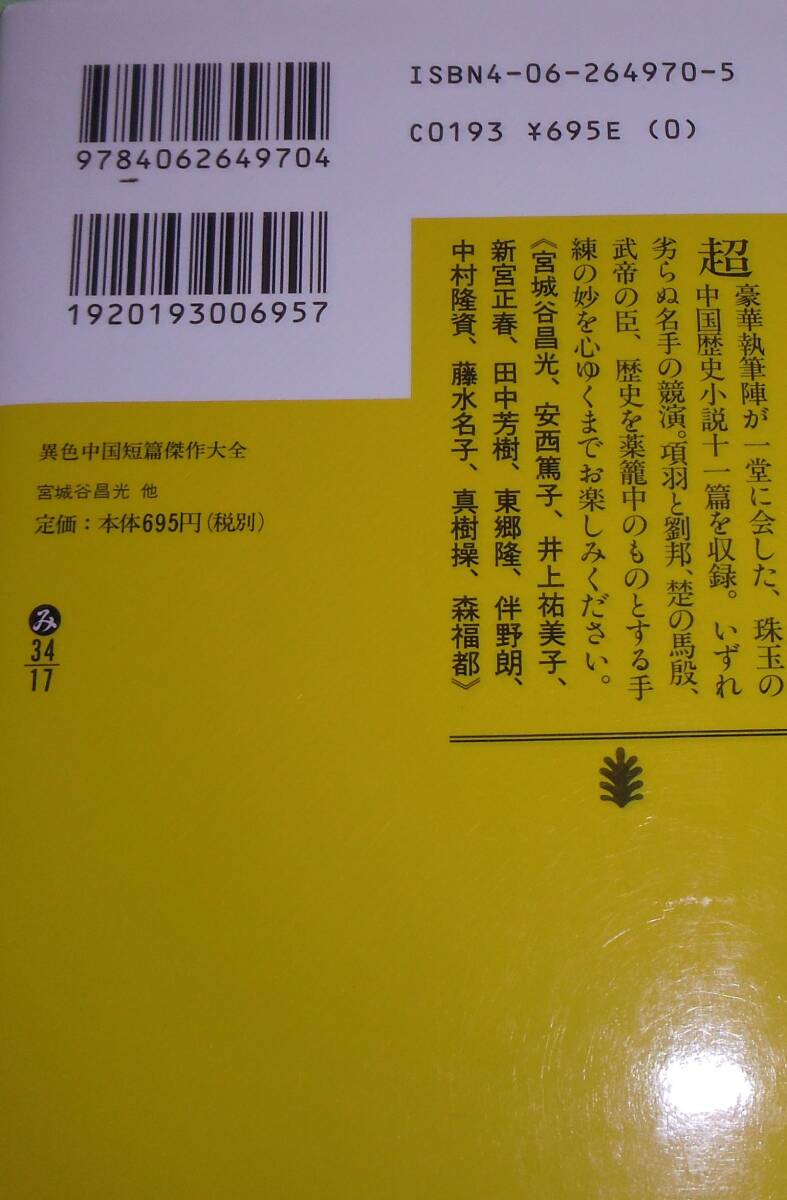 ISBN4-06-264970-5
C0193 ¥695E (0)
9784062649704
1920193006957
超豪華執筆陣が一堂に会した、珠玉の
中国歴史小説十一篇を収録。いずれ
劣らぬ名手の競演。項羽と劉邦、楚の馬殷、
武帝の臣、歴史を薬籠中のものとする手
練の妙を心ゆくまでお楽しみください。
《宮城谷昌光、安西篤子、井上祐美子、
新宮正春、田中芳樹、東郷隆、伴野朗、
中村隆資、藤水名子、真樹操、森福都》
異色中国短篇傑作大全
宮城谷昌光 他
定価：本体695円(税別)
み
34
17